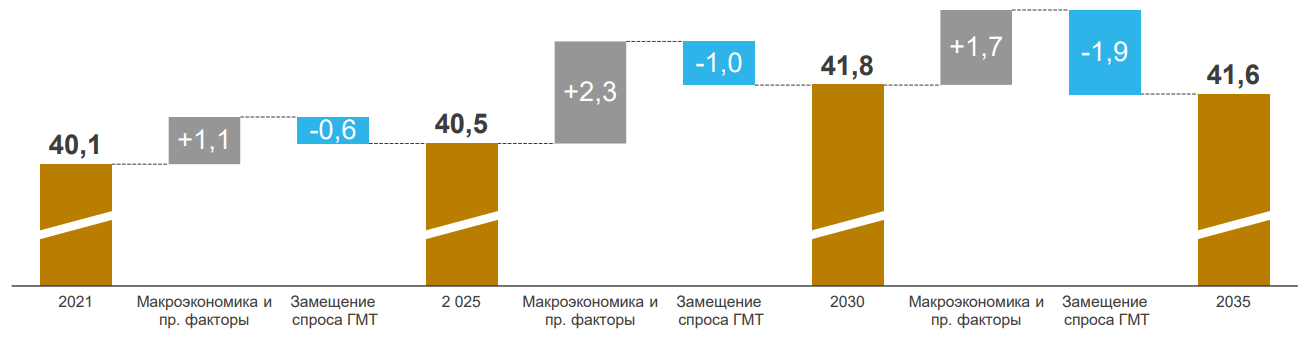 +1,7
-1,9
+2,3
-1,0
41,8
41,6
+1,1
-0,6
40,5
40,1
2021
Макроэкономика и
пр. факторы
Замещение
спроса ГМТ
2 025
Макроэкономика и
пр. факторы
Замещение
спроса ГМТ
2030
Макроэкономика и
пр. факторы
Замещение
спроса ГМТ
2035